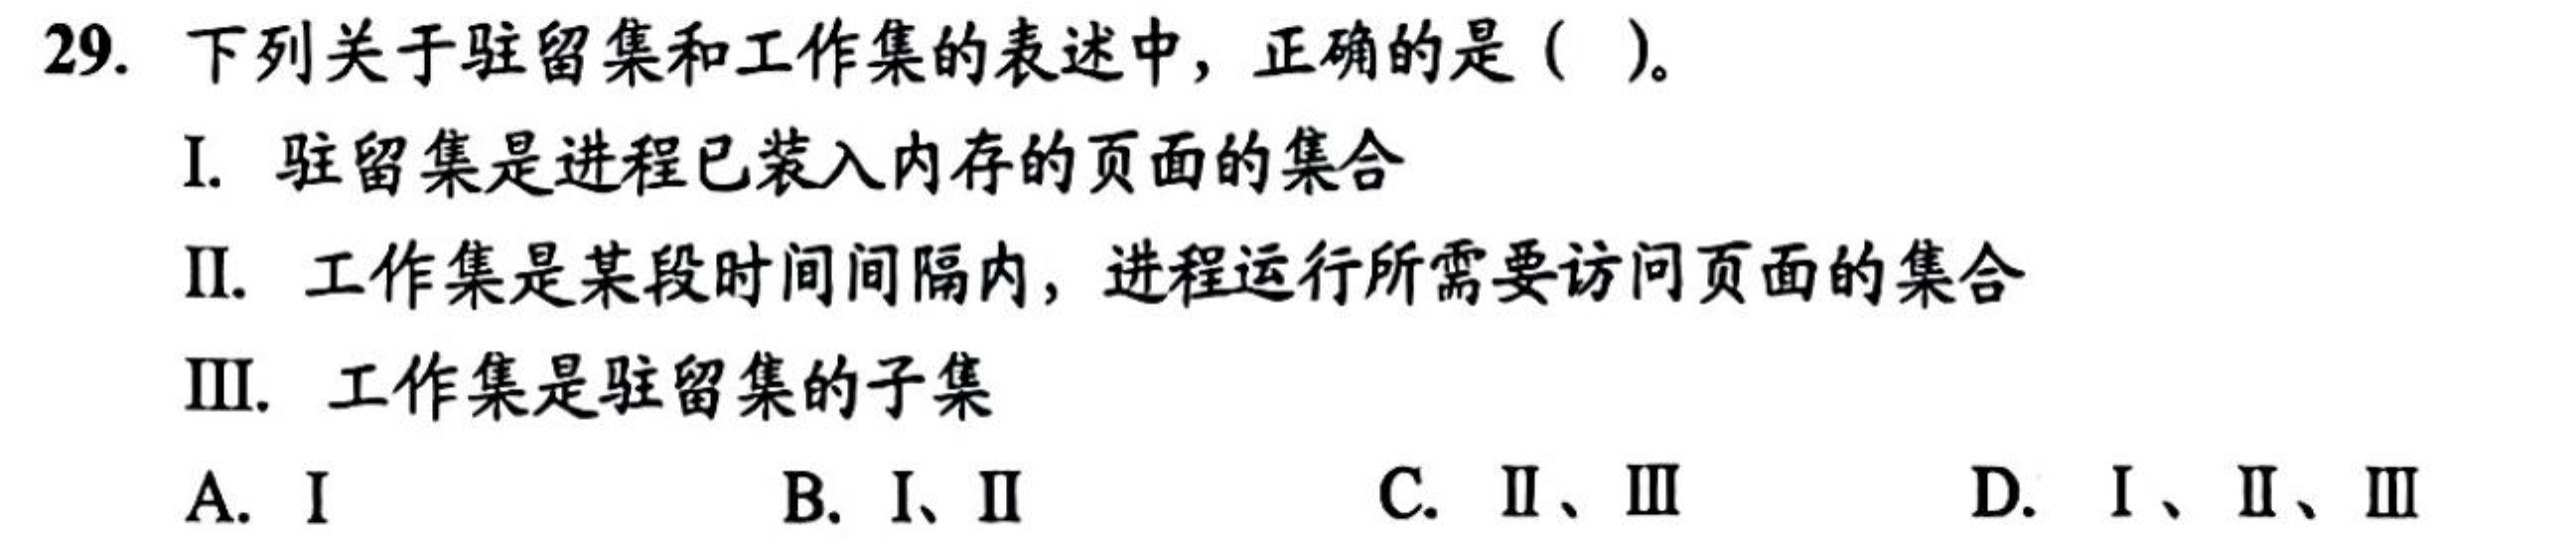 29. 下列关于驻留集和工作集的表述中，正确的是（ ）。
I. 驻留集是进程已装入内存的页面的集合
II. 工作集是某段时间间隔内，进程运行所需要访问页面的集合
III. 工作集是驻留集的子集
A. I B. I、II C. II、III D. I、II、III